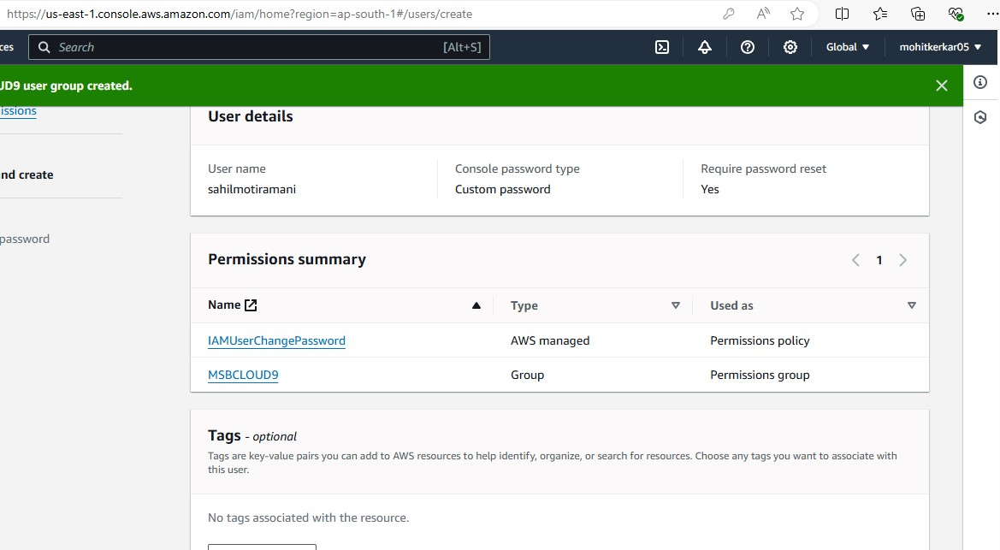 https://us-east-1.console.aws.amazon.com/iam/home?region=ap-south-1#/users/create
ces Search [Alt+S] Global mohitkerkar05
UD9 user group created.
issions
User details
User name Console password type Require password reset
sahilmotiramani Custom password Yes
nd create
password
Permissions summary 1
Name Type Used as
IAMUserChangePassword AWS managed Permissions policy
MSBCLOUD9 Group Permissions group
Tags - optional
Tags are key-value pairs you can add to AWS resources to help identify, organize, or search for resources. Choose any tags you want to associate with
this user.
No tags associated with the resource.